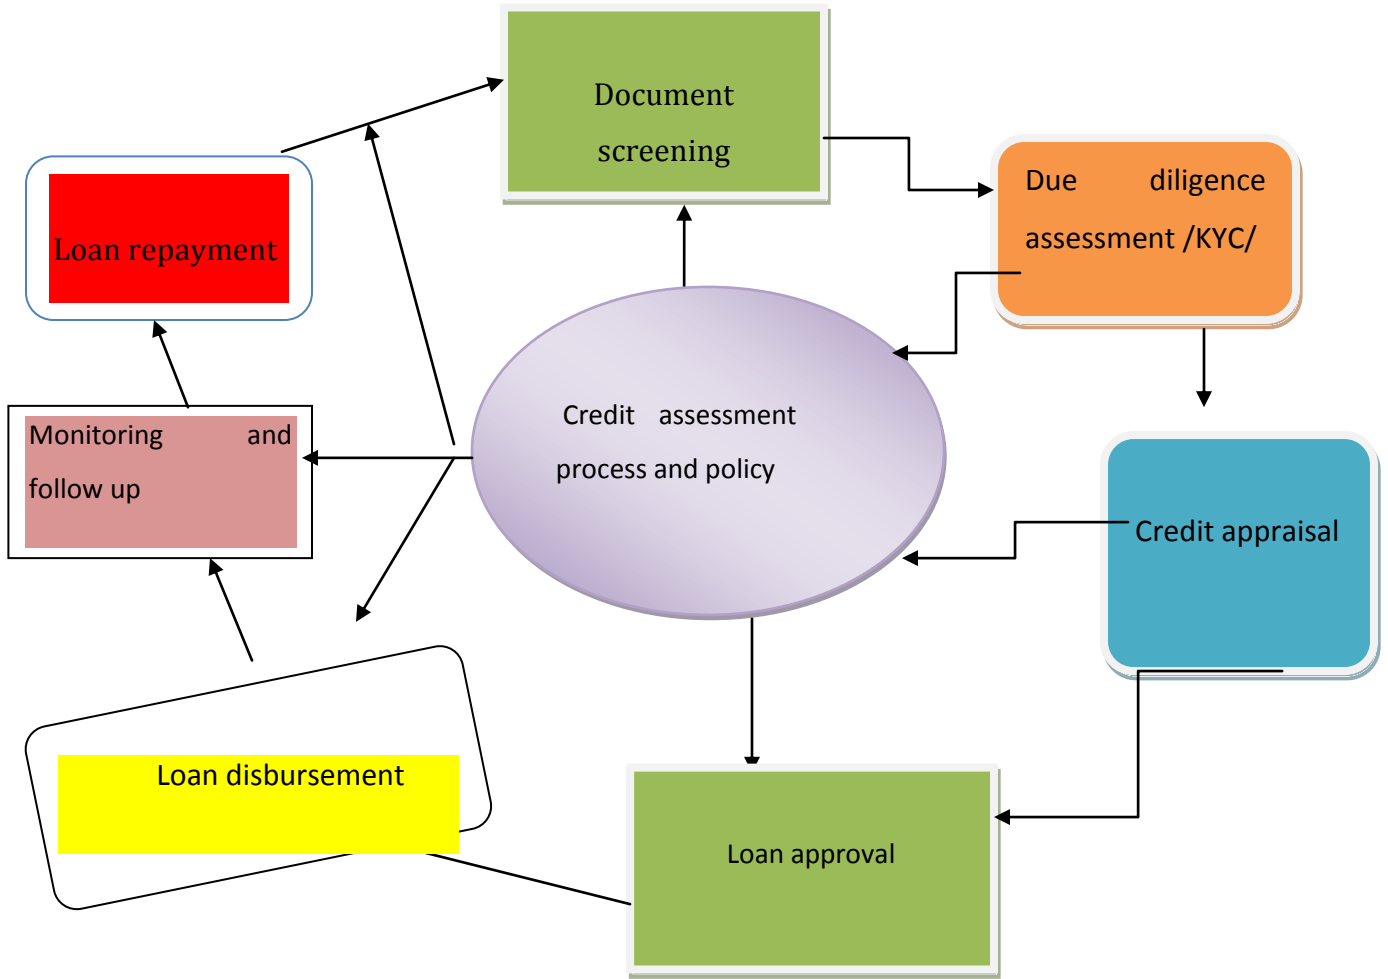 Document
screening
Due diligence
assessment /KYC/
Loan repayment
Credit assessment
process and policy
Monitoring and
follow up
Credit appraisal
Loan disbursement
Loan approval